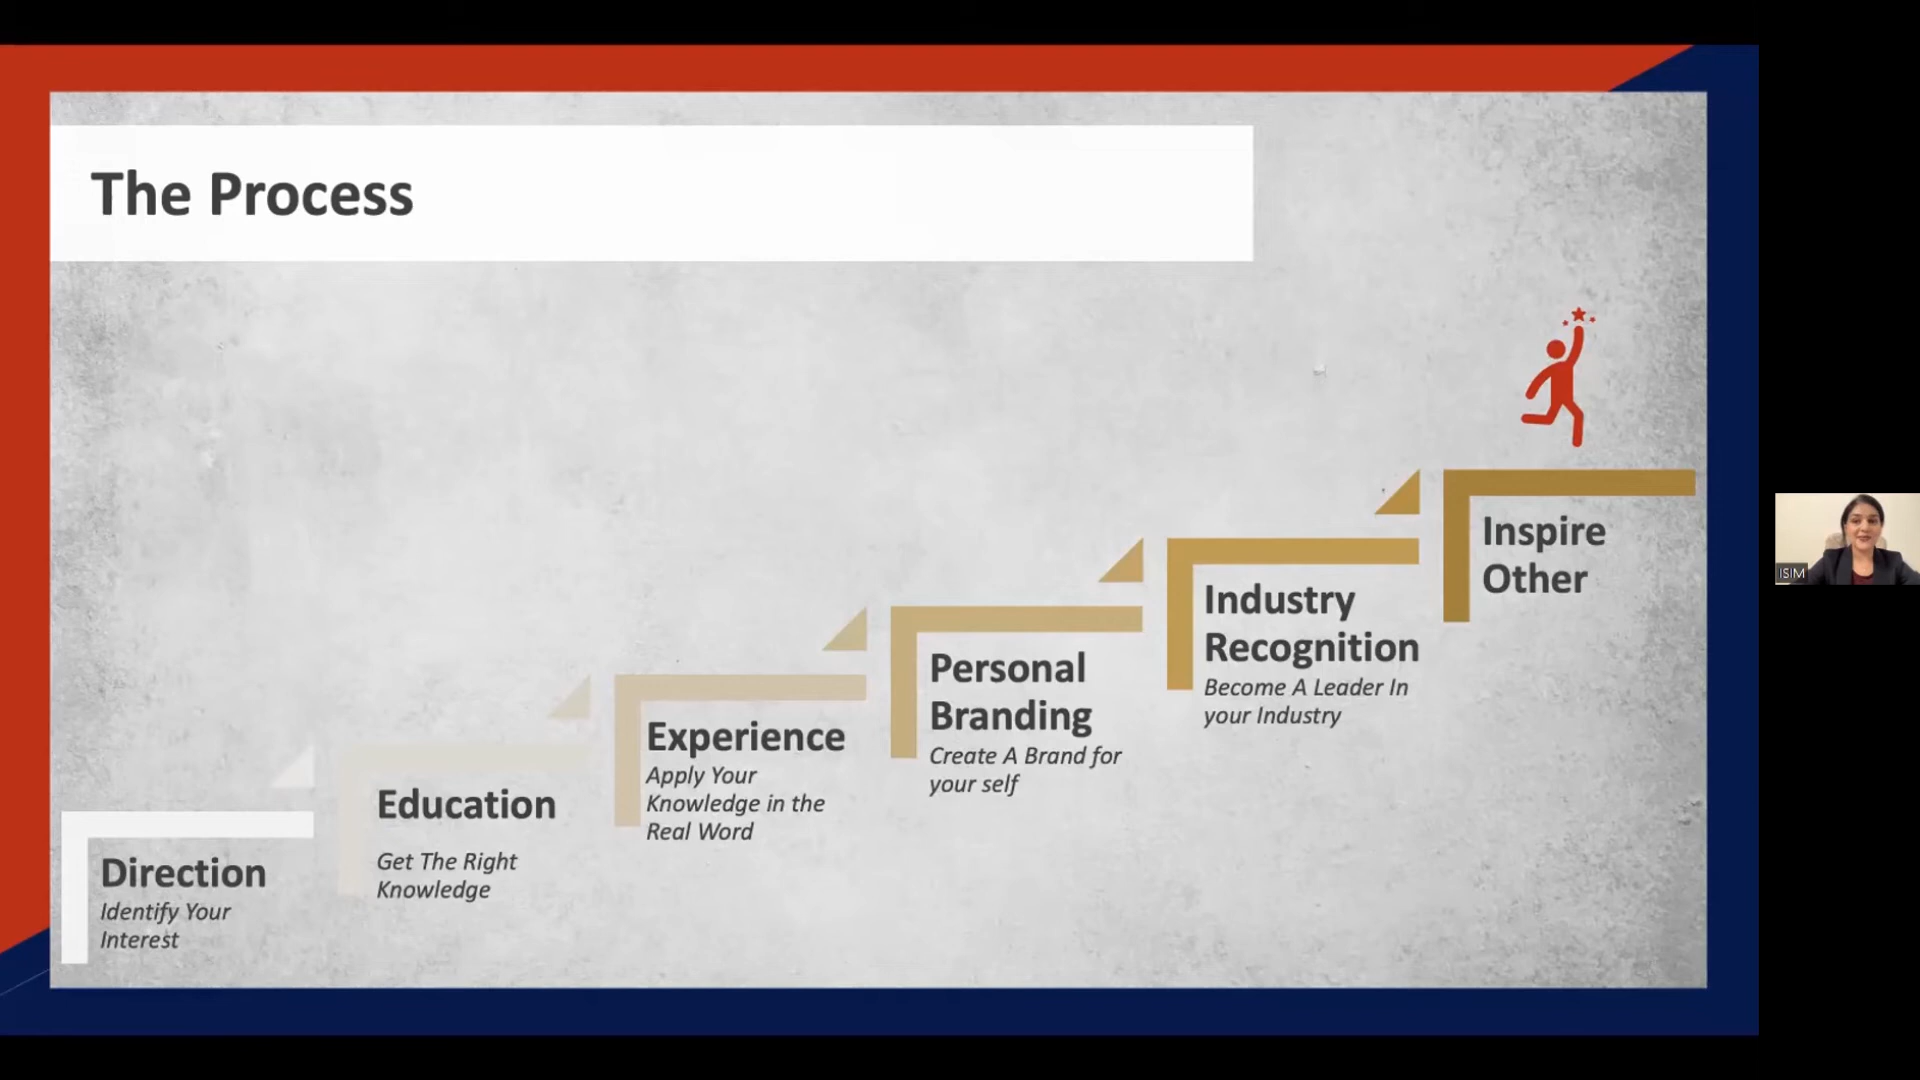 The Process
Direction
Identify Your
Interest
Education
Get The Right
Knowledge
Experience
Apply Your
Knowledge in the
Real Word
Personal
Branding
Create A Brand for
your self
Industry
Recognition
Become A Leader In
your Industry
Inspire
Other
ISIM